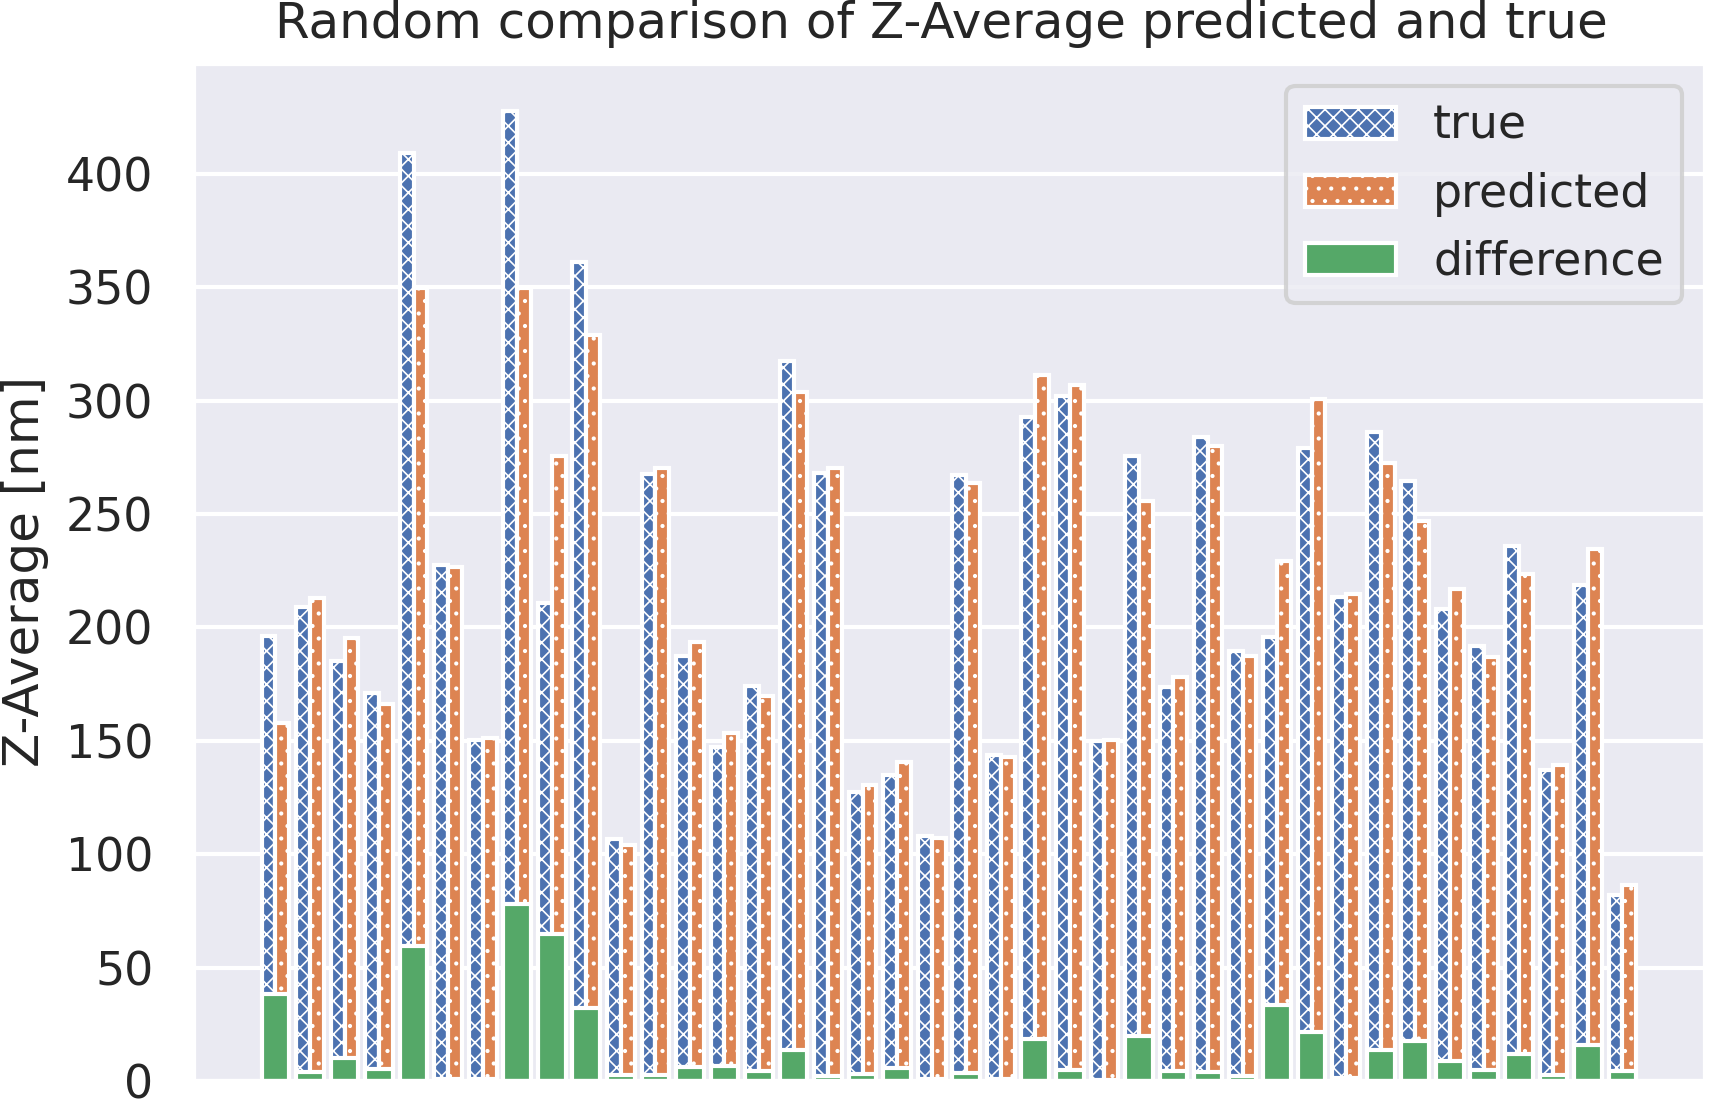 Random comparison of Z-Average predicted and true
true
predicted
difference
Z-Average [nm]
400
350
300
250
200
150
100
50
0